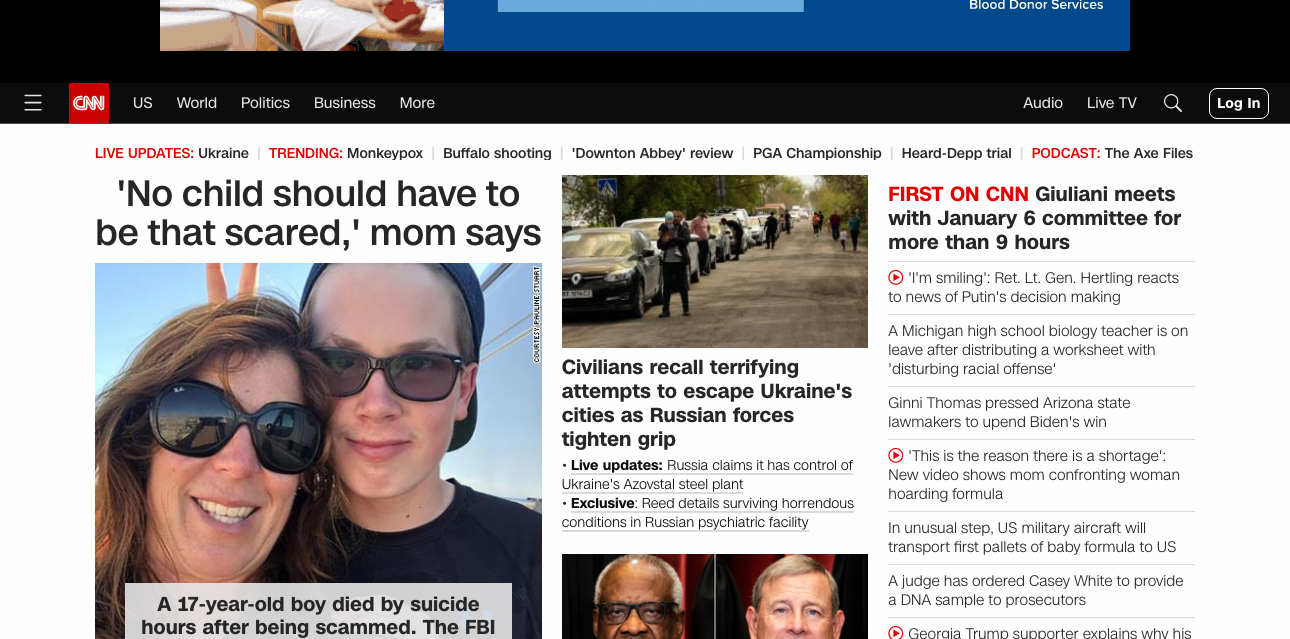 Blood Donor Services
CNN
US World Politics Business More
Audio Live TV Log In
LIVE UPDATES: Ukraine | TRENDING: Monkeypox | Buffalo shooting | 'Downton Abbey' review | PGA Championship | Heard-Depp trial | PODCAST: The Axe Files
'No child should have to
be that scared,' mom says
COURTESY PAULINE STUART
Ray-Ban
A 17-year-old boy died by suicide
hours after being scammed. The FBI
Civilians recall terrifying
attempts to escape Ukraine's
cities as Russian forces
tighten grip
• Live updates: Russia claims it has control of
Ukraine's Azovstal steel plant
• Exclusive: Reed details surviving horrendous
conditions in Russian psychiatric facility
FIRST ON CNN Giuliani meets
with January 6 committee for
more than 9 hours
'I'm smiling': Ret. Lt. Gen. Hertling reacts
to news of Putin's decision making
A Michigan high school biology teacher is on
leave after distributing a worksheet with
'disturbing racial offense'
Ginni Thomas pressed Arizona state
lawmakers to upend Biden's win
'This is the reason there is a shortage':
New video shows mom confronting woman
hoarding formula
In unusual step, US military aircraft will
transport first pallets of baby formula to US
A judge has ordered Casey White to provide
a DNA sample to prosecutors
Georgia Trump supporter explains why his